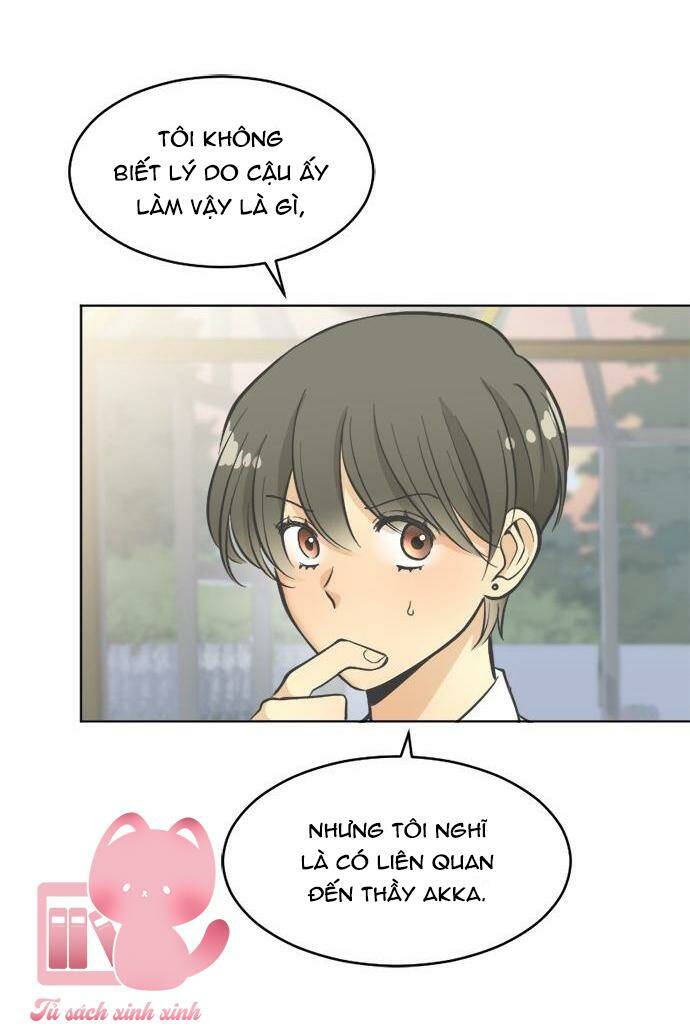 TÔI KHÔNG
BIẾT LÝ DO CẬU ẤY
LÀM VẬY LÀ GÌ,
NHƯNG TÔI NGHĨ
LÀ CÓ LIÊN QUAN
ĐẾN THẦY AKKA.
Tủ sách xinh xinh